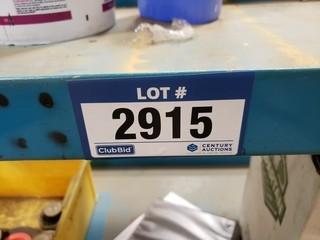 LOT #
2915
ClubBid
CENTURY
AUCTIONS